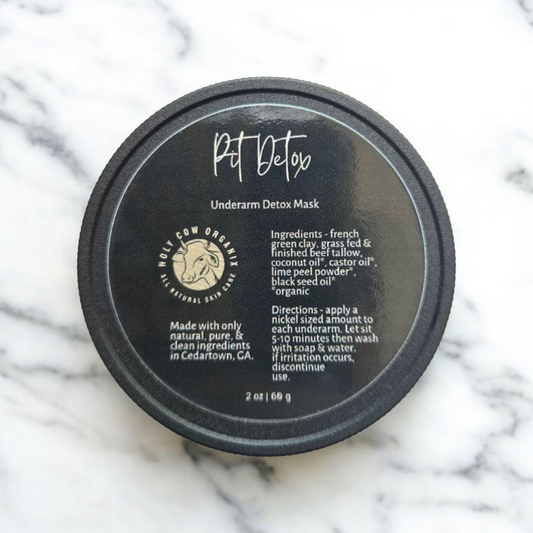 Pit Detox
Underarm Detox Mask
HOLY COW ORGANIX
ALL NATURAL SKIN CARE
Made with only
natural, pure, &
clean ingredients
in Cedartown, GA.
Ingredients - french
green clay, grass fed &
finished beef tallow,
coconut oil*, castor oil*,
lime peel powder*,
black seed oil*
*organic
Directions - apply a
nickel sized amount to
each underarm. Let sit
5-10 minutes then wash
with soap & water.
if irritation occurs,
discontinue
use.
2 oz | 60 g